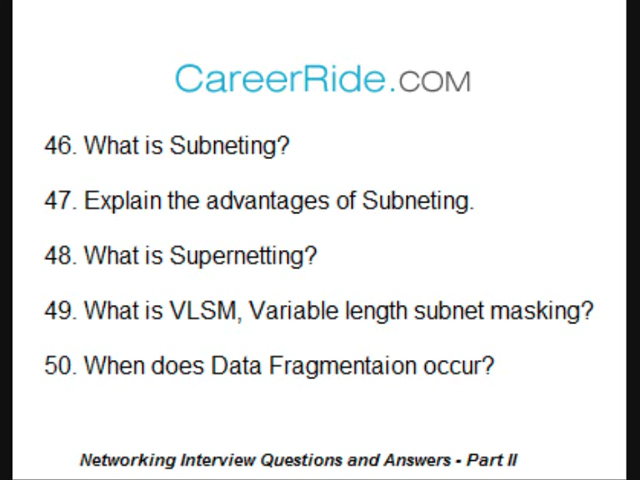 CareerRide.COM
46. What is Subneting?
47. Explain the advantages of Subneting.
48. What is Supernetting?
49. What is VLSM, Variable length subnet masking?
50. When does Data Fragmentaion occur?
Networking Interview Questions and Answers - Part II